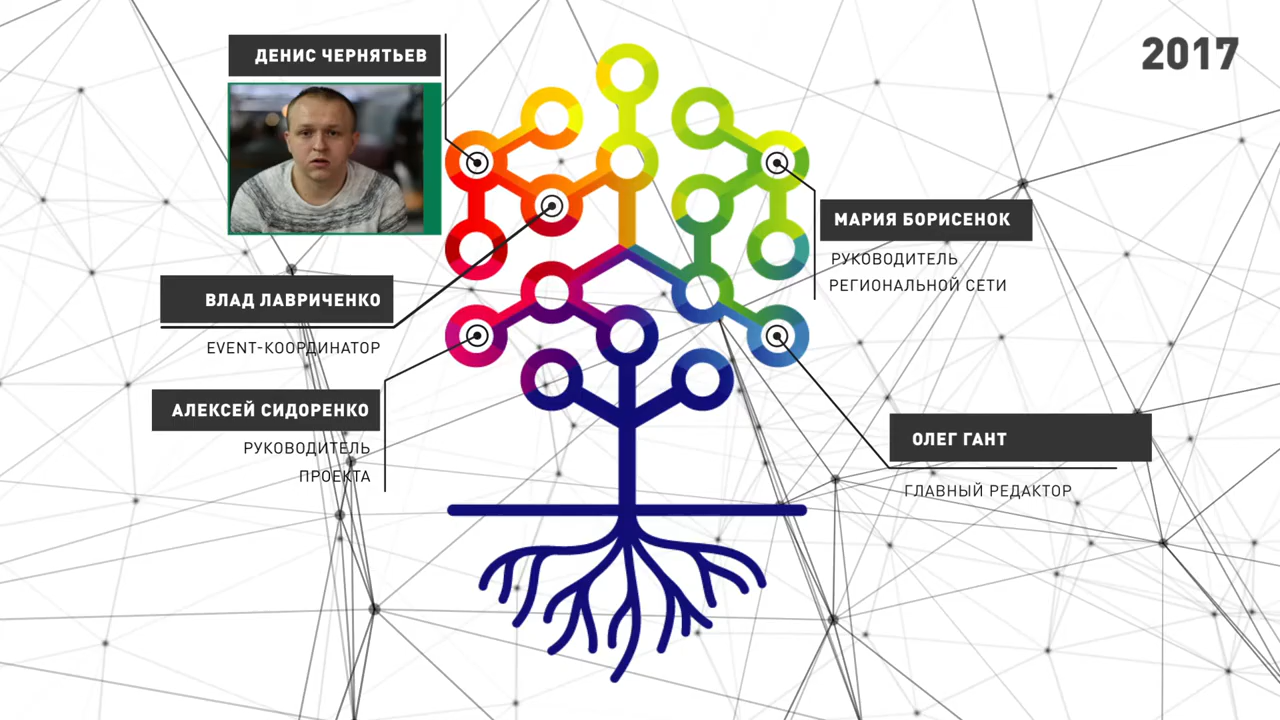 2017
ДЕНИС ЧЕРНЯТЬЕВ
МАРИЯ БОРИСЕНОК
РУКОВОДИТЕЛЬ
РЕГИОНАЛЬНОЙ СЕТИ
ВЛАД ЛАВРИЧЕНКО
EVENT-КООРДИНАТОР
АЛЕКСЕЙ СИДОРЕНКО
РУКОВОДИТЕЛЬ
ПРОЕКТА
ОЛЕГ ГАНТ
ГЛАВНЫЙ РЕДАКТОР